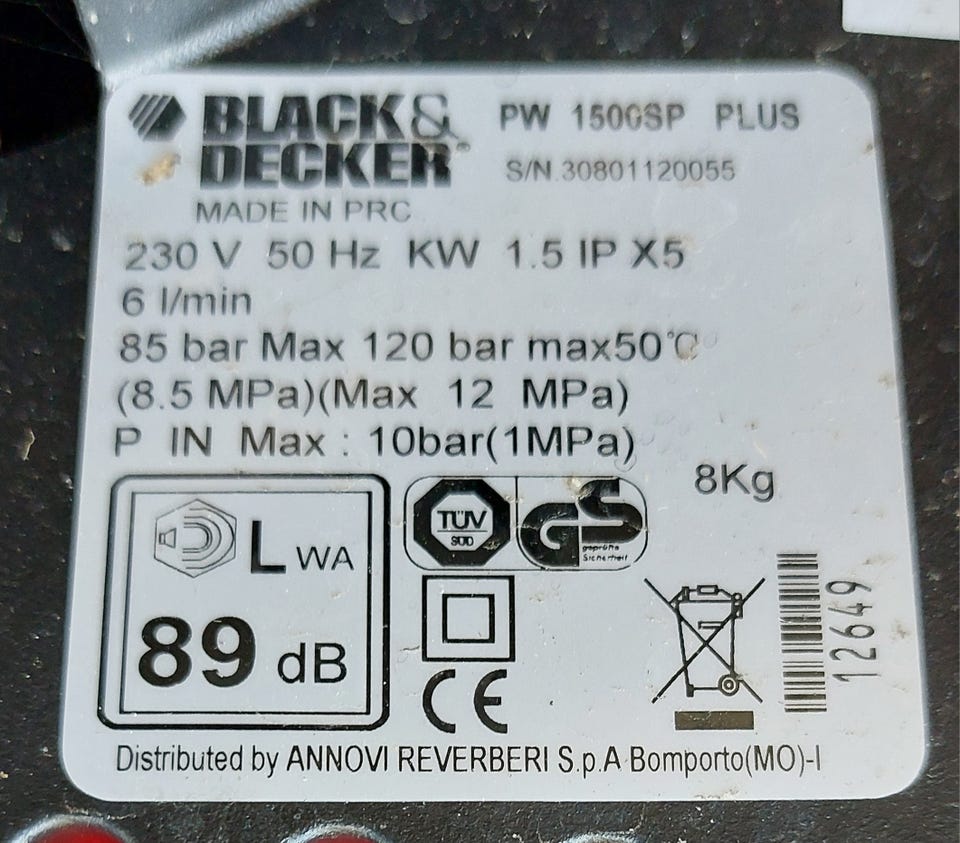 BLACK& DECKER® PW 1500SP PLUS
S/N.30801120055
MADE IN PRC
230 V 50 Hz KW 1.5 IP X5
6 l/min
85 bar Max 120 bar max50°C
(8.5 MPa)(Max 12 MPa)
P IN Max : 10bar(1MPa)
8Kg
LWA
89 dB
TÜV
SÜD
GS
geprüfte
Sicherheit
CE
12649
Distributed by ANNOVI REVERBERI S.p.A Bomporto(MO)-I